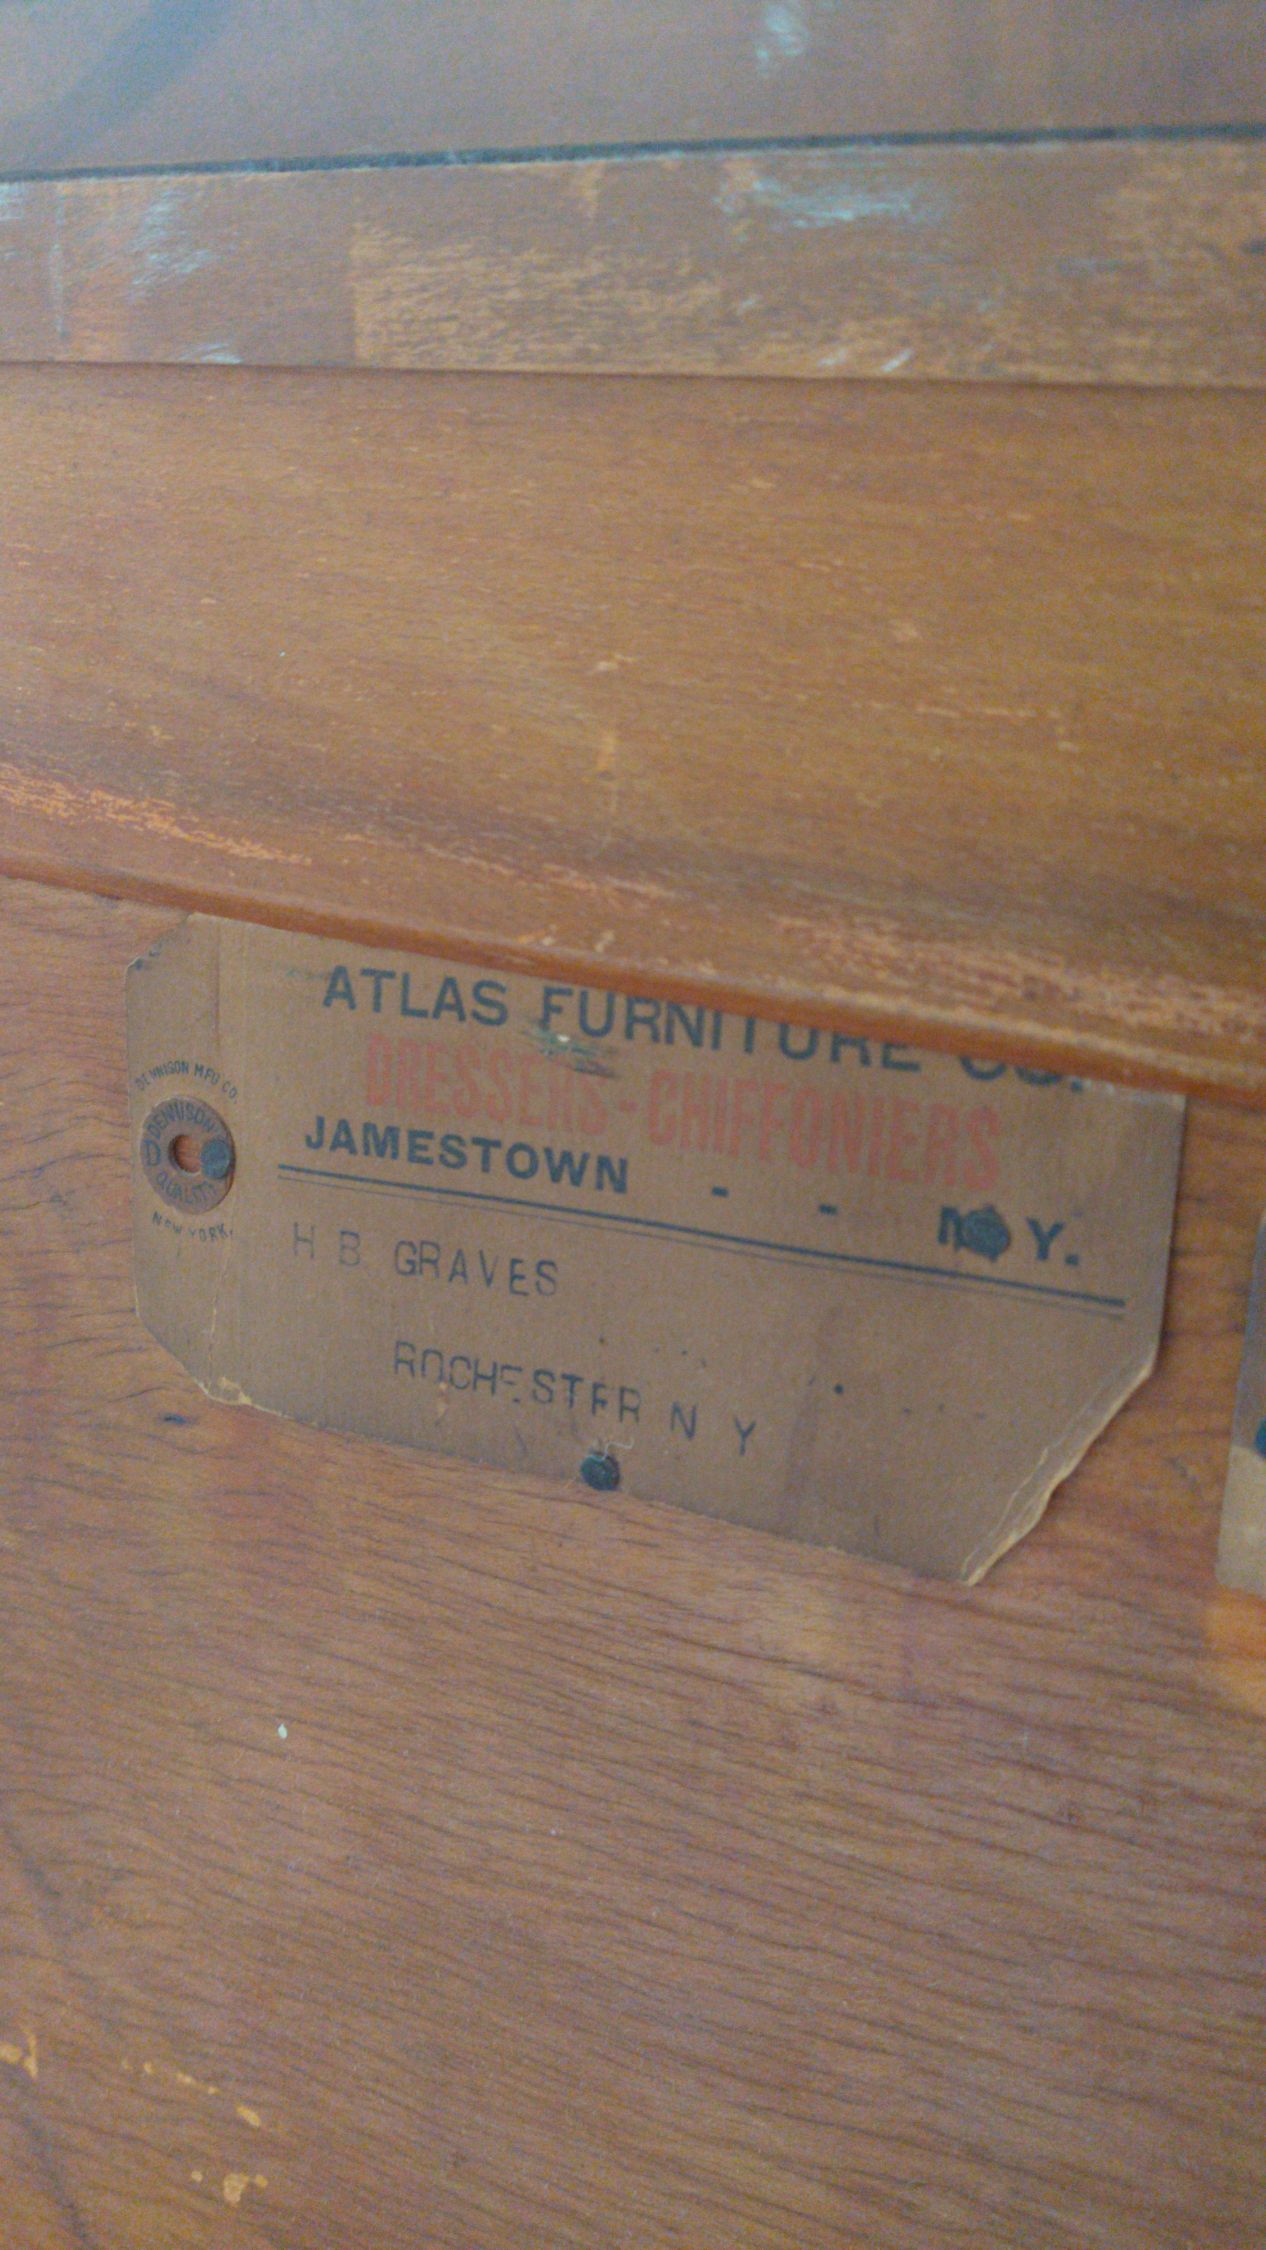 ATLAS FURNITURE CO.
DRESSERS-CHIFFONIERS
JAMESTOWN - - N.Y.
DENNISON MFG CO.
DENNISON'S
D QUALITY
NEW YORK.
H B GRAVES
ROCHESTER N Y